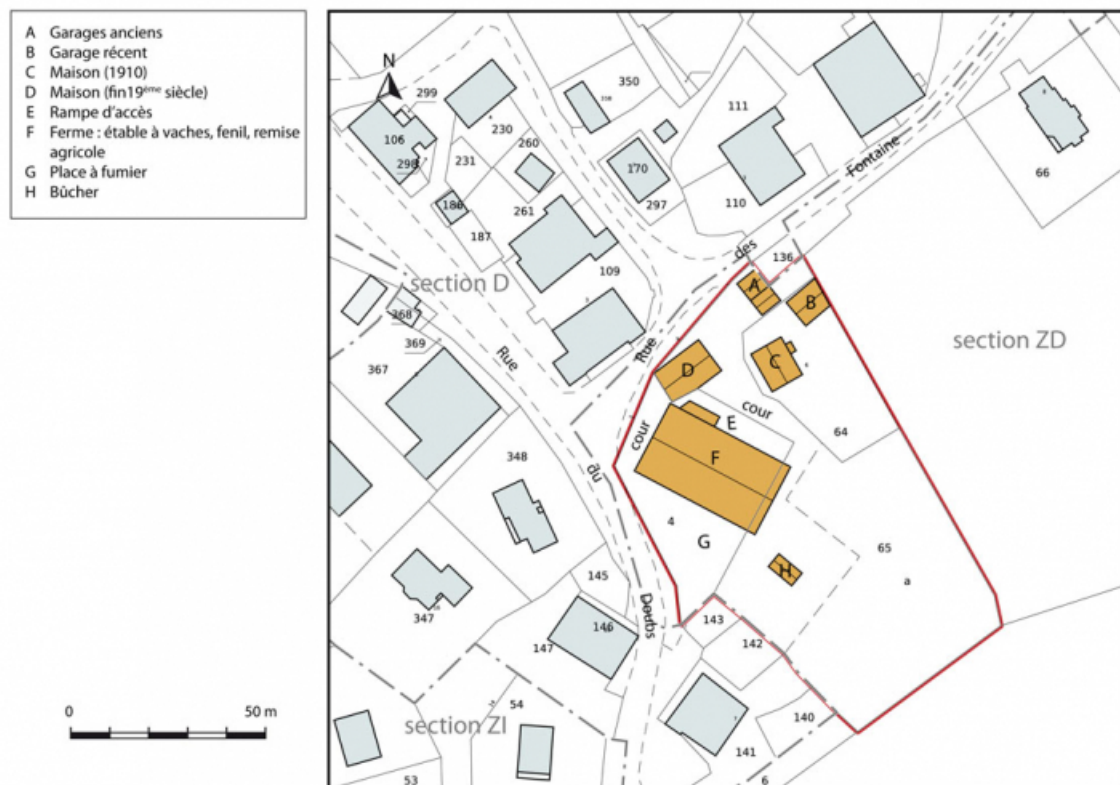 A Garages anciens
B Garage récent
C Maison (1910)
D Maison (fin19ème siècle)
E Rampe d'accès
F Ferme : étable à vaches, fenil, remise
agricole
G Place à fumier
H Bûcher
N
299
106
298
230
231
260
186
187
261
350
170
297
111
110
Fontaine
66
109
des
136
section D
368
369
367
Rue
Rue
A
B
C
D
section ZD
cour
cour
E
F
64
348
du
4
G
65
a
H
145
347
146
147
Doubs
143
142
0
50 m
section ZI
54
140
141
53
6